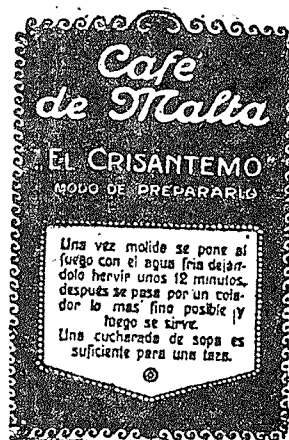 Café
de Malta
"EL CRISANTEMO"
MODO DE PREPARARLO
Una vez molido se pone al
fuego con el agua fria deján-
dolo hervir unos 12 minutos,
después se pasa por un cola-
dor lo mas fino posible y
luego se sirve.
Una cucharada de sopa es
suficiente para una taza.